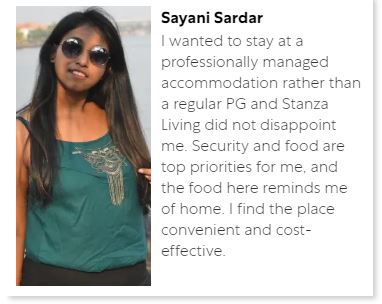 Sayani Sardar
I wanted to stay at a
professionally managed
accommodation rather than
a regular PG and Stanza
Living did not disappoint
me. Security and food are
top priorities for me, and
the food here reminds me
of home. I find the place
convenient and cost-
effective.